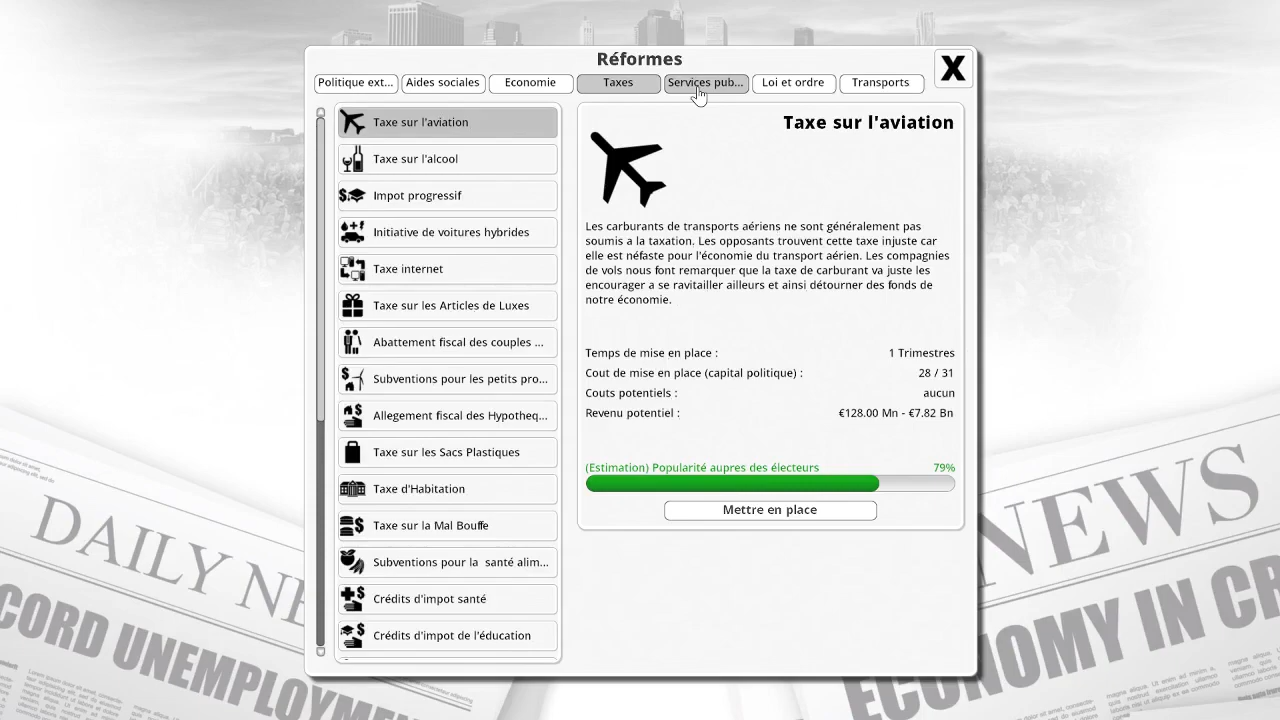 Réformes
X
Politique ext...
Aides sociales
Economie
Taxes
Services pub...
Loi et ordre
Transports
Taxe sur l'aviation
Taxe sur l'alcool
Impot progressif
Initiative de voitures hybrides
Taxe internet
Taxe sur les Articles de Luxes
Abattement fiscal des couples ...
Subventions pour les petits pro...
Allegement fiscal des Hypotheq...
Taxe sur les Sacs Plastiques
Taxe d'Habitation
Taxe sur la Mal Bouffe
Subventions pour la  santé alim...
Crédits d'impot santé
Crédits d'impot de l'éducation
Taxe sur l'aviation
Les carburants de transports aériens ne sont généralement pas
soumis a la taxation. Les opposants trouvent cette taxe injuste car
elle est néfaste pour l'économie du transport aérien. Les compagnies
de vols nous font remarquer que la taxe de carburant va juste les
encourager a se ravitailler ailleurs et ainsi détourner des fonds de
notre économie.
Temps de mise en place : 1 Trimestres
Cout de mise en place (capital politique) : 28 / 31
Couts potentiels : aucun
Revenu potentiel : €128.00 Mn - €7.82 Bn
(Estimation) Popularité aupres des électeurs 79%
Mettre en place
DAILY NE
CORD UNEMPLOYM
NEWS
ECONOMY IN CR